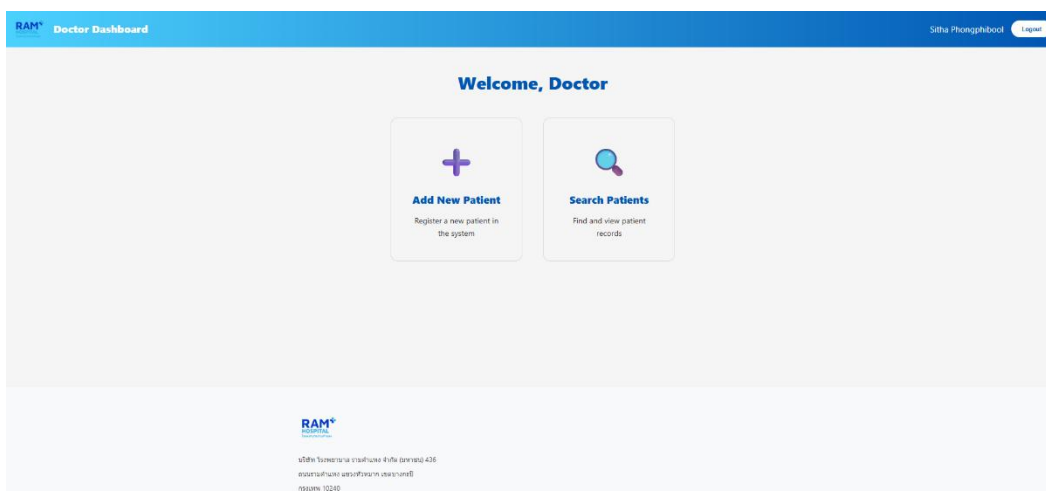 RAM
HOSPITAL
Doctor Dashboard
Sitha Phongphibool
Logout
Welcome, Doctor
Add New Patient
Register a new patient in
the system
Search Patients
Find and view patient
records
RAM
HOSPITAL
บริษัท โรงพยาบาล รามคำแหง จำกัด (มหาชน) 436
ถนนรามคำแหง แขวงหัวหมาก เขตบางกะปิ
กรุงเทพ 10240